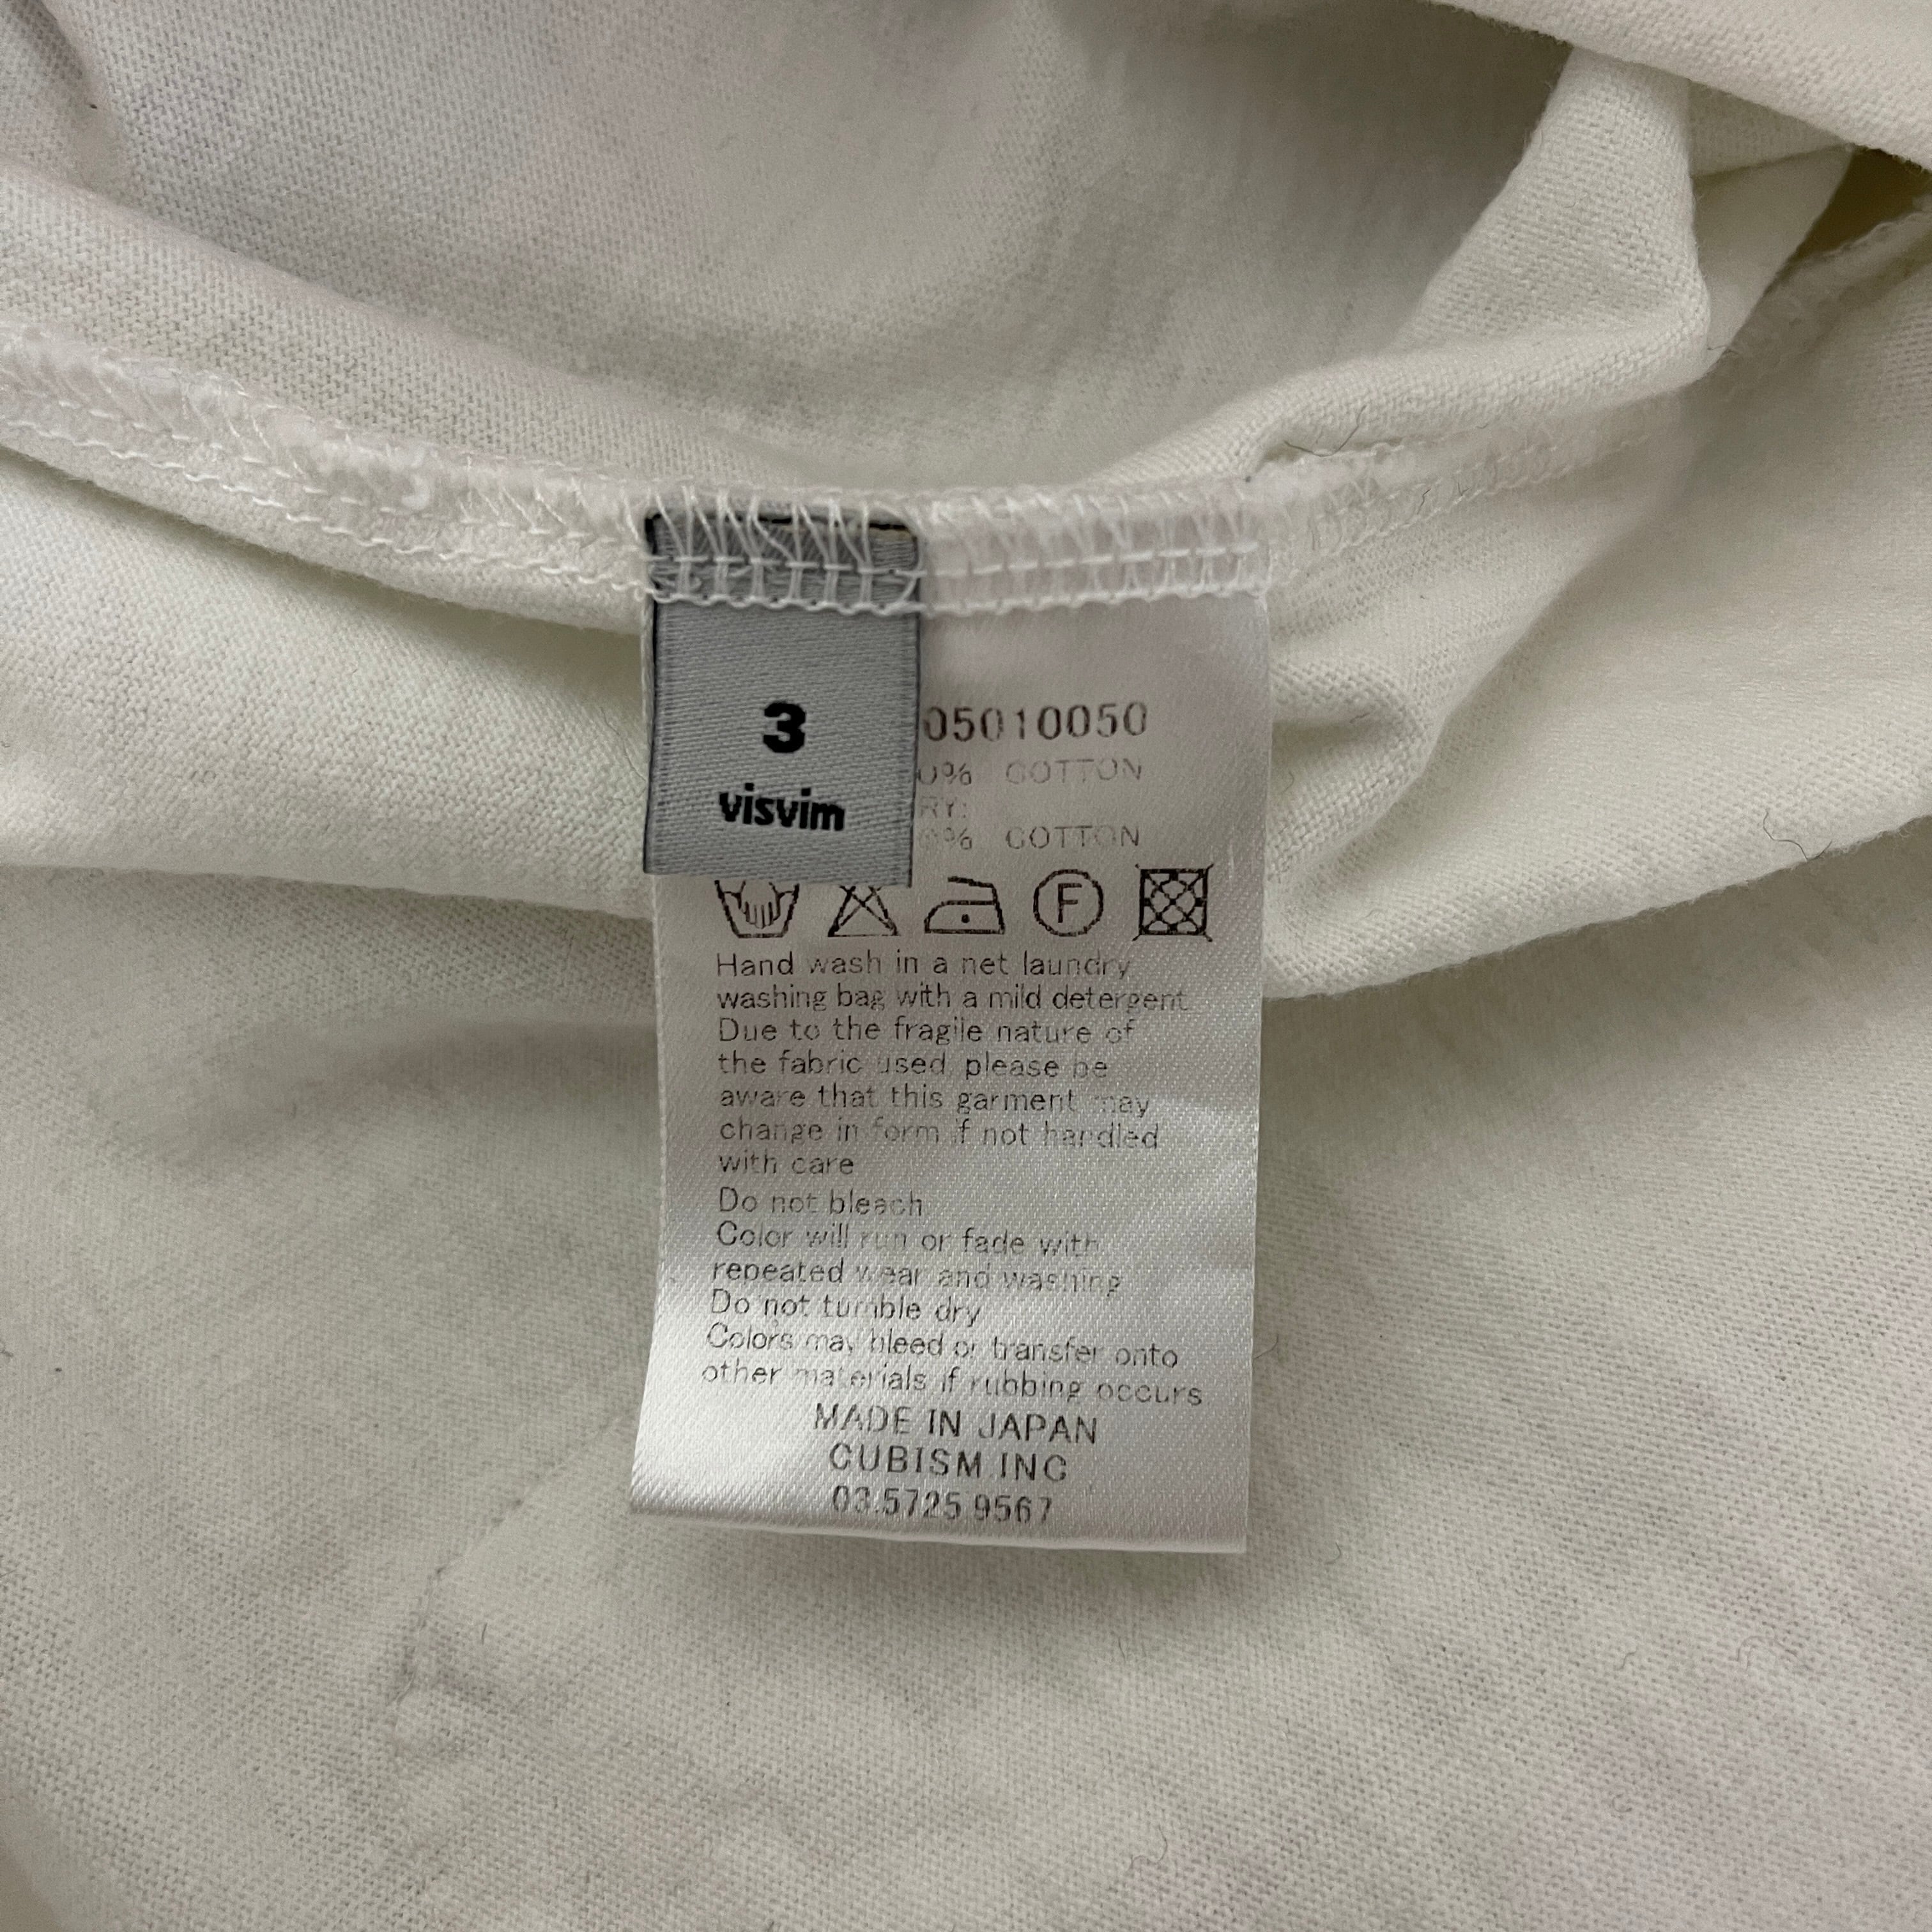 3
visvim
05010050
0% COTTON
RY:
0% COTTON
F
Hand wash in a net laundry
washing bag with a mild detergent
Due to the fragile nature of
the fabric used, please be
aware that this garment may
change in form if not handled
with care
Do not bleach
Color will run or fade with
repeated wear and washing
Do not tumble dry
Colors may bleed or transfer onto
other materials if rubbing occurs
MADE IN JAPAN
CUBISM INC
03.5725.9567